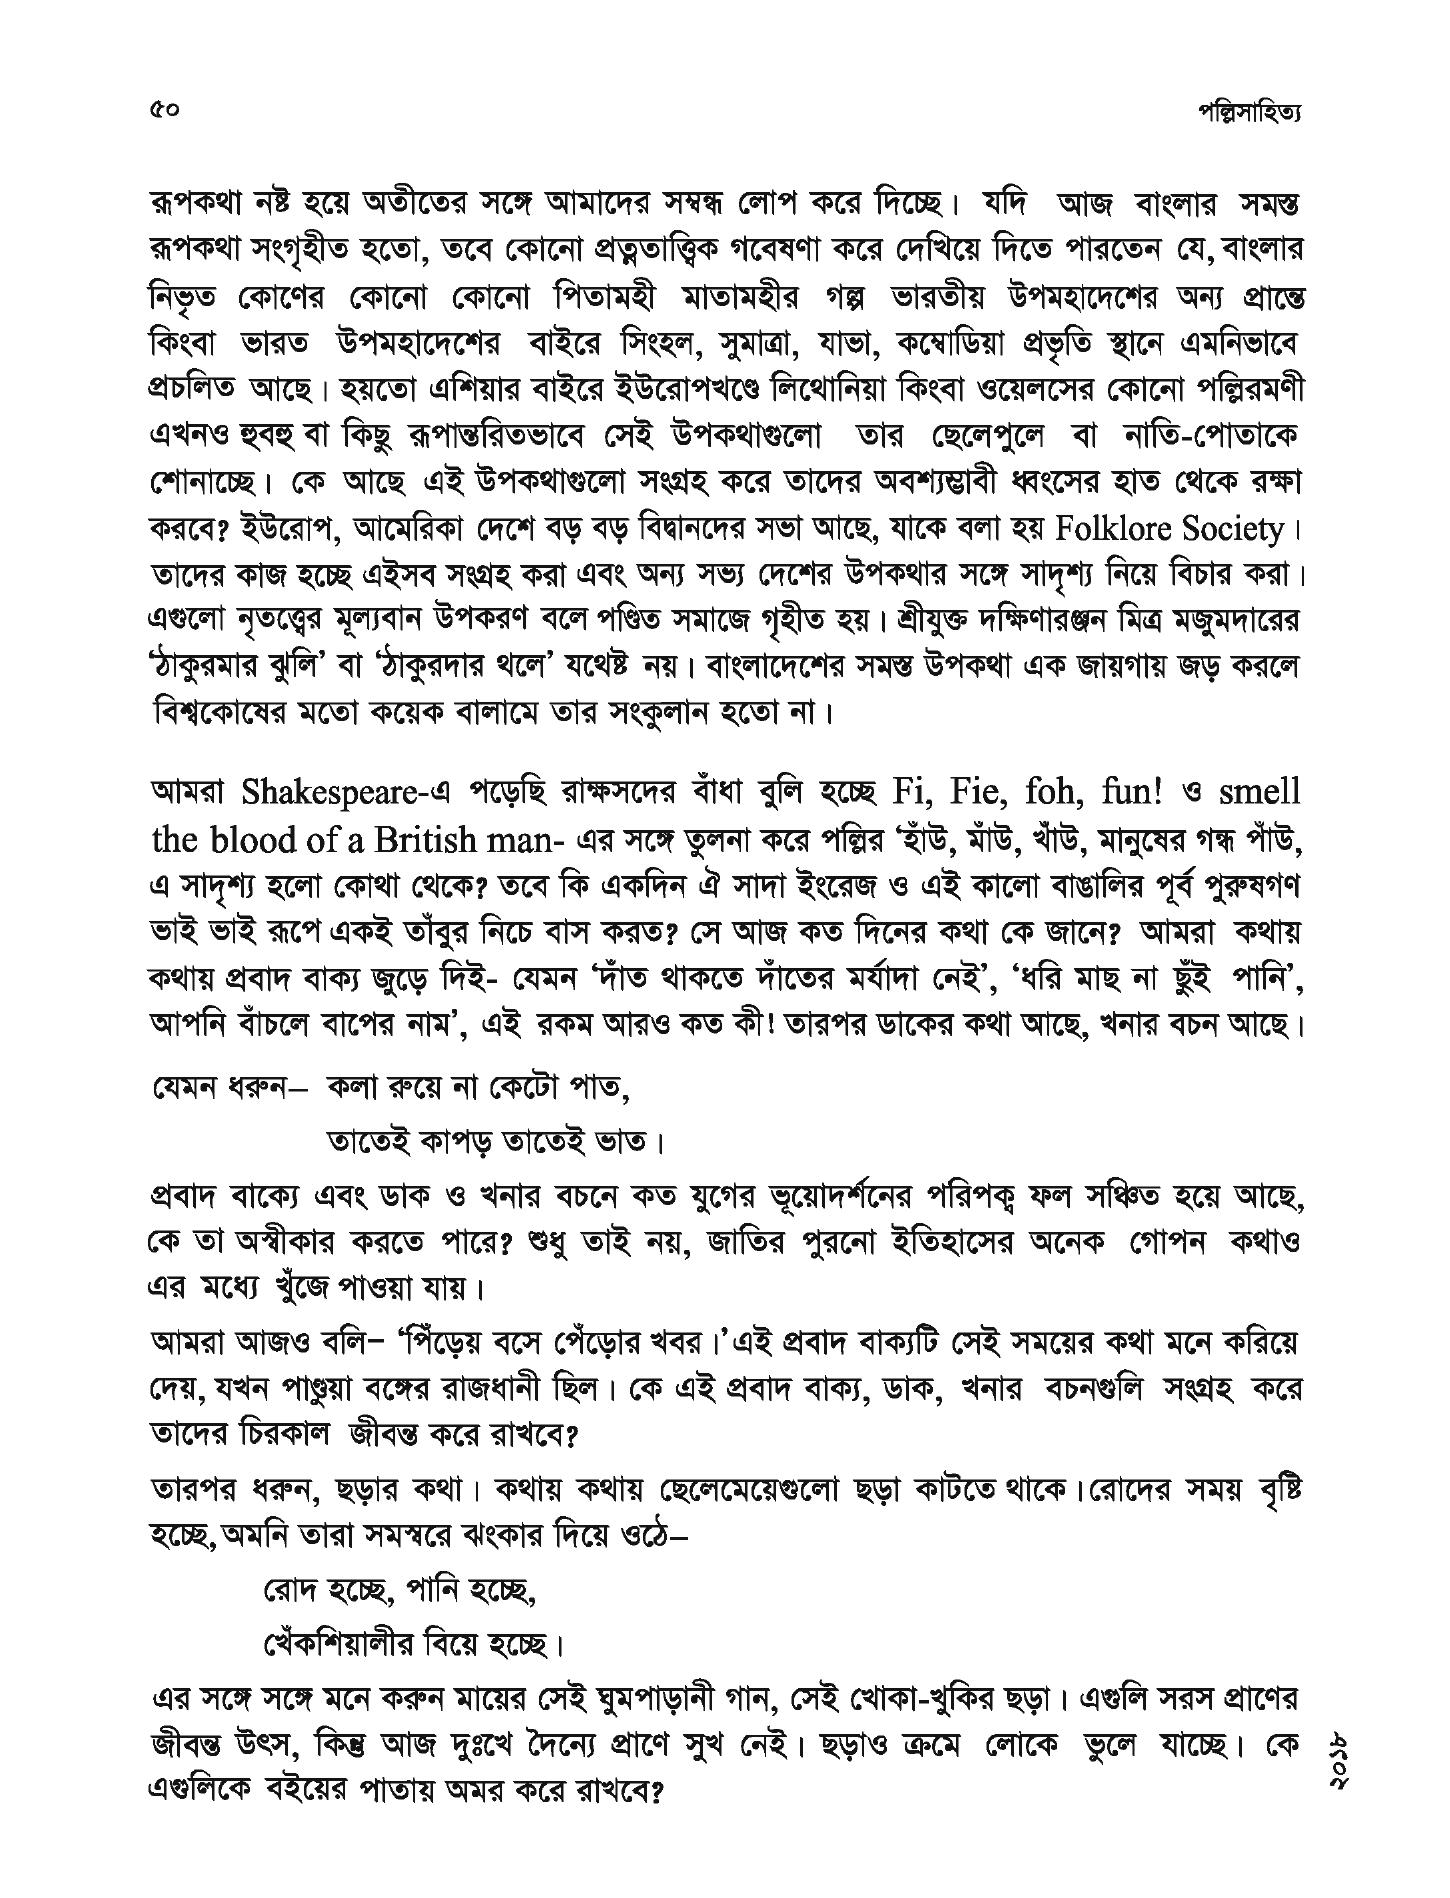 ৫০
পল্লিসাহিত্য
রূপকথা নষ্ট হয়ে অতীতের সঙ্গে আমাদের সম্বন্ধ লোপ করে দিচ্ছে। যদি আজ বাংলার সমস্ত
রূপকথা সংগৃহীত হতো, তবে কোনো প্রত্নতাত্ত্বিক গবেষণা করে দেখিয়ে দিতে পারতেন যে, বাংলার
নিভৃত কোণের কোনো কোনো পিতামহী মাতামহীর গল্প ভারতীয় উপমহাদেশের অন্য প্রান্তে
কিংবা ভারত উপমহাদেশের বাইরে সিংহল, সুমাত্রা, যাভা, কম্বোডিয়া প্রভৃতি স্থানে এমনিভাবে
প্রচলিত আছে। হয়তো এশিয়ার বাইরে ইউরোপখণ্ডে লিথোনিয়া কিংবা ওয়েলসের কোনো পল্লিরমণী
এখনও হুবহু বা কিছু রূপান্তরিতভাবে সেই উপকথাগুলো তার ছেলেপুলে বা নাতি-পোতাকে
শোনাচ্ছে। কে আছে এই উপকথাগুলো সংগ্রহ করে তাদের অবশ্যম্ভাবী ধ্বংসের হাত থেকে রক্ষা
করবে? ইউরোপ, আমেরিকা দেশে বড় বড় বিদ্বানদের সভা আছে, যাকে বলা হয় Folklore Society।
তাদের কাজ হচ্ছে এইসব সংগ্রহ করা এবং অন্য সভ্য দেশের উপকথার সঙ্গে সাদৃশ্য নিয়ে বিচার করা।
এগুলো নৃতত্ত্বের মূল্যবান উপকরণ বলে পণ্ডিত সমাজে গৃহীত হয়। শ্রীযুক্ত দক্ষিণারঞ্জন মিত্র মজুমদারের
‘ঠাকুরমার ঝুলি’ বা ‘ঠাকুরদার থলে’ যথেষ্ট নয়। বাংলাদেশের সমস্ত উপকথা এক জায়গায় জড় করলে
বিশ্বকোষের মতো কয়েক বালামে তার সংকুলান হতো না।
আমরা Shakespeare-এ পড়েছি রাক্ষসদের বাঁধা বুলি হচ্ছে Fi, Fie, foh, fun! ও smell
the blood of a British man- এর সঙ্গে তুলনা করে পল্লির ‘হাঁউ, মাঁউ, খাঁউ, মানুষের গন্ধ পাঁউ,
এ সাদৃশ্য হলো কোথা থেকে? তবে কি একদিন ঐ সাদা ইংরেজ ও এই কালো বাঙালির পূর্ব পুরুষগণ
ভাই ভাই রূপে একই তাঁবুর নিচে বাস করত? সে আজ কত দিনের কথা কে জানে? আমরা কথায়
কথায় প্রবাদ বাক্য জুড়ে দিই- যেমন ‘দাঁত থাকতে দাঁতের মর্যাদা নেই’, ‘ধরি মাছ না ছুঁই পানি’,
আপনি বাঁচলে বাপের নাম’, এই রকম আরও কত কী! তারপর ডাকের কথা আছে, খনার বচন আছে।
যেমন ধরুন– কলা রুয়ে না কেটো পাত,
তাতেই কাপড় তাতেই ভাত।
প্রবাদ বাক্যে এবং ডাক ও খনার বচনে কত যুগের ভূয়োদর্শনের পরিপক্ব ফল সঞ্চিত হয়ে আছে,
কে তা অস্বীকার করতে পারে? শুধু তাই নয়, জাতির পুরনো ইতিহাসের অনেক গোপন কথাও
এর মধ্যে খুঁজে পাওয়া যায়।
আমরা আজও বলি– ‘পিঁড়েয় বসে পেঁড়োর খবর।’ এই প্রবাদ বাক্যটি সেই সময়ের কথা মনে করিয়ে
দেয়, যখন পাণ্ডুয়া বঙ্গের রাজধানী ছিল। কে এই প্রবাদ বাক্য, ডাক, খনার বচনগুলি সংগ্রহ করে
তাদের চিরকাল জীবন্ত করে রাখবে?
তারপর ধরুন, ছড়ার কথা। কথায় কথায় ছেলেমেয়েগুলো ছড়া কাটতে থাকে। রোদের সময় বৃষ্টি
হচ্ছে, অমনি তারা সমস্বরে ঝংকার দিয়ে ওঠে–
রোদ হচ্ছে, পানি হচ্ছে,
খেঁকশিয়ালীর বিয়ে হচ্ছে।
এর সঙ্গে সঙ্গে মনে করুন মায়ের সেই ঘুমপাড়ানী গান, সেই খোকা-খুকির ছড়া। এগুলি সরস প্রাণের
জীবন্ত উৎস, কিন্তু আজ দুঃখে দৈন্যে প্রাণে সুখ নেই। ছড়াও ক্রমে লোকে ভুলে যাচ্ছে। কে
এগুলিকে বইয়ের পাতায় অমর করে রাখবে?
২০১৮